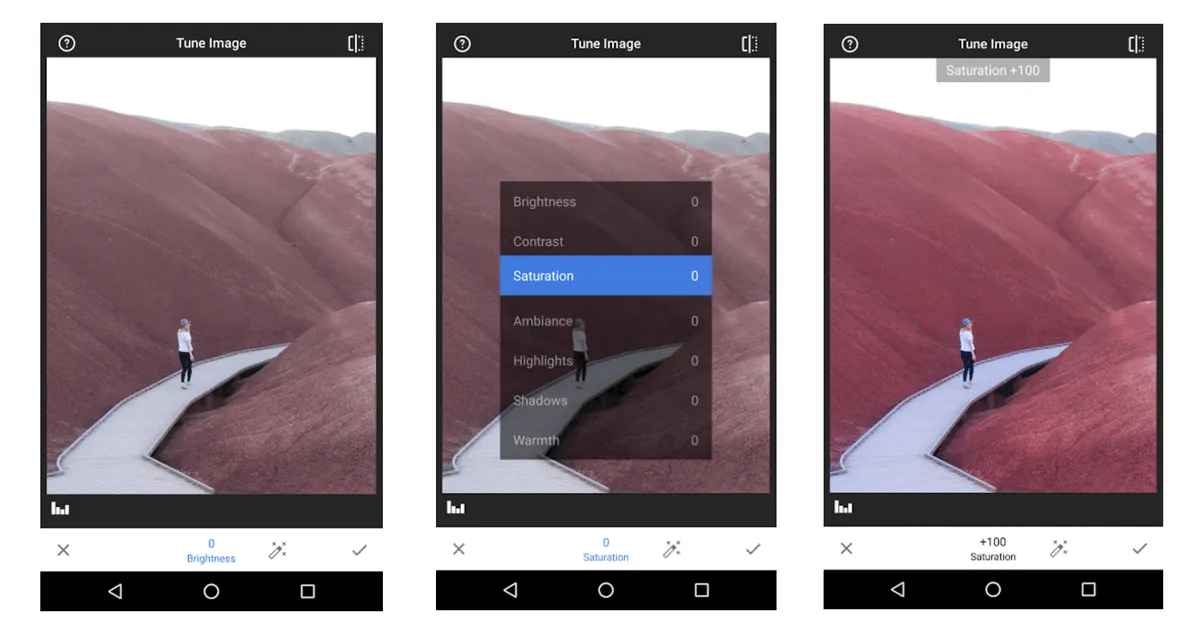 Tune Image
0
Brightness
Tune Image
Brightness 0
Contrast 0
Saturation 0
Ambiance 0
Highlights 0
Shadows 0
Warmth 0
0
Saturation
Tune Image
Saturation +100
+100
Saturation